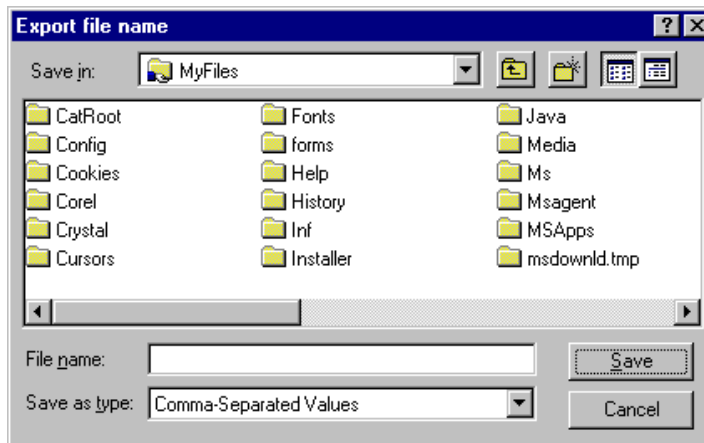 Export file name
Save in: MyFiles
CatRoot Fonts Java
Config forms Media
Cookies Help Ms
Corel History Msagent
Crystal Inf MSApps
Cursors Installer msdownld.tmp
File name: Save
Save as type: Comma-Separated Values Cancel